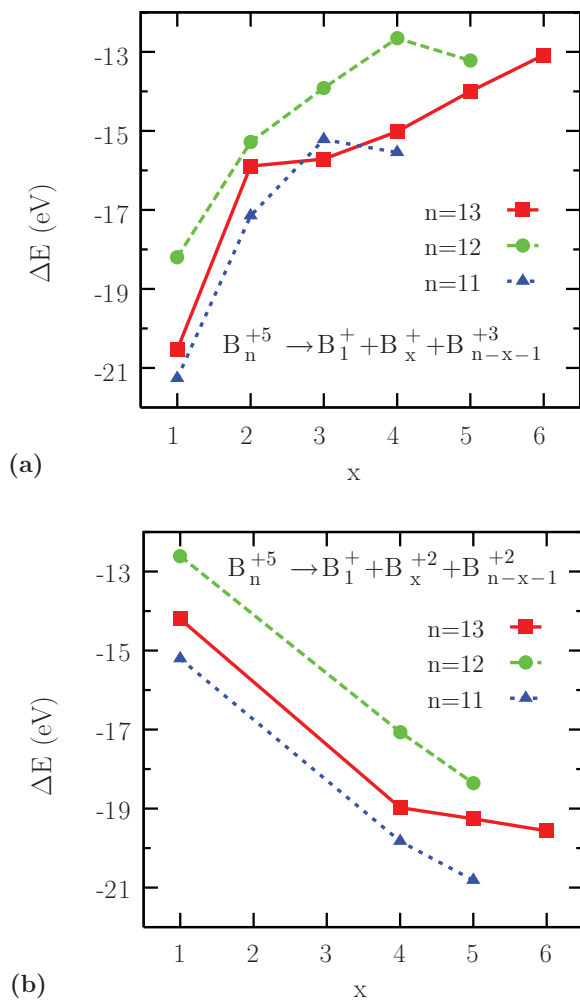 -13
-15
-17
-19
-21
ΔE (eV)
n=13
n=12
n=11
B_n^{+5} → B_1^+ + B_x^+ + B_{n-x-1}^{+3}
1 2 3 4 5 6
x
(a)
B_n^{+5} → B_1^+ + B_x^{+2} + B_{n-x-1}^{+2}
-13
-15
-17
-19
-21
ΔE (eV)
n=13
n=12
n=11
1 2 3 4 5 6
x
(b)